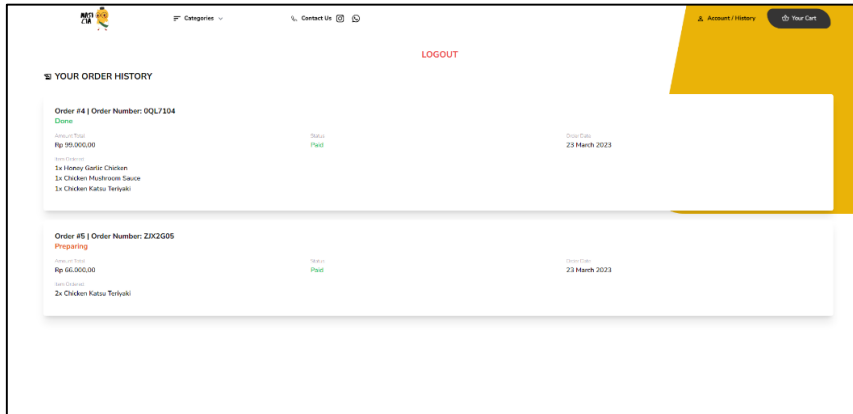 NASI CJA
Categories
Contact Us
Account / History
Your Cart
LOGOUT
YOUR ORDER HISTORY
Order #4 | Order Number: 0QL7104
Done
Amount Total
Status
Order Date
Rp 99.000,00
Paid
23 March 2023
Item Ordered
1x Honey Garlic Chicken
1x Chicken Mushroom Sauce
1x Chicken Katsu Teriyaki
Order #5 | Order Number: ZJX2G05
Preparing
Amount Total
Status
Order Date
Rp 66.000,00
Paid
23 March 2023
Item Ordered
2x Chicken Katsu Teriyaki